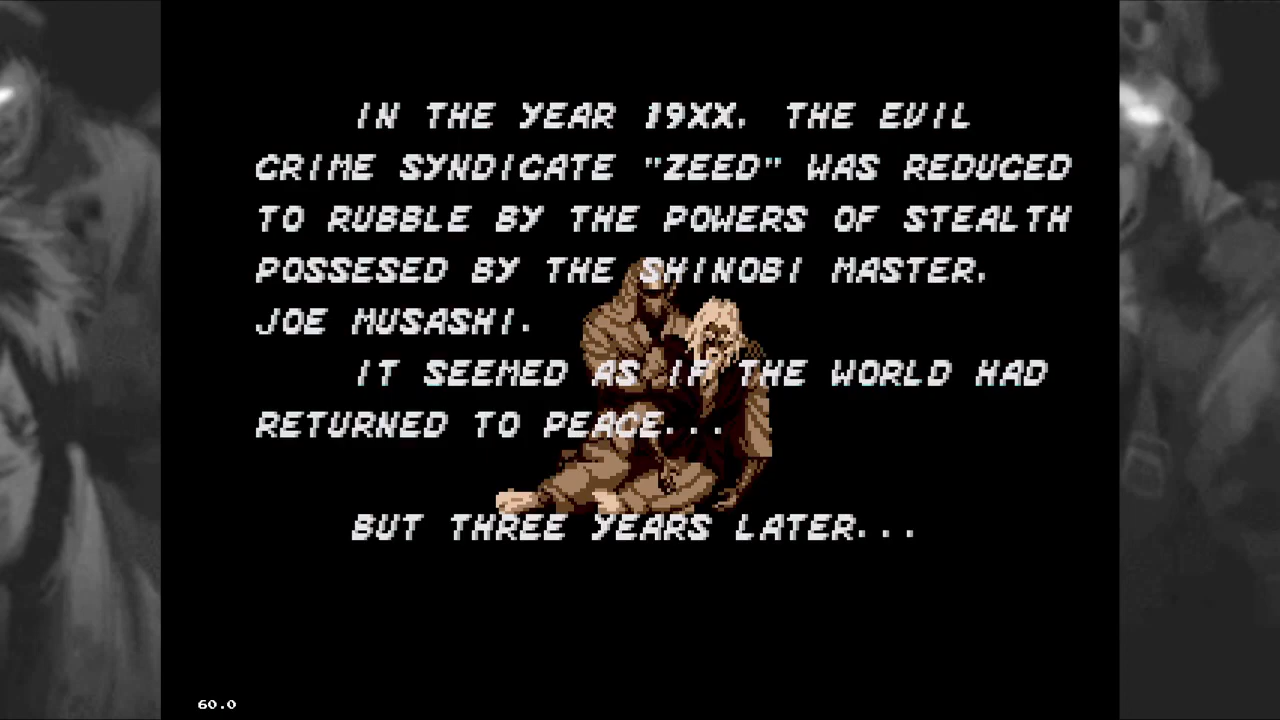 IN THE YEAR 19XX. THE EVIL
CRIME SYNDICATE "ZEED" WAS REDUCED
TO RUBBLE BY THE POWERS OF STEALTH
POSSESED BY THE SHINOBI MASTER.
JOE MUSASHI.
IT SEEMED AS IF THE WORLD HAD
RETURNED TO PEACE...
BUT THREE YEARS LATER...
60.0